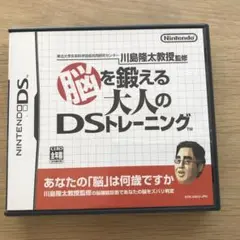 Nintendo
東北大学未来科学技術共同研究センター
川島隆太教授 監修
脳を鍛える
大人の
DSトレーニング
TM
NINTENDO DS
あなたの「脳」は何歳ですか
川島隆太教授監修の脳機能診断であなたの脳をズバリ判定